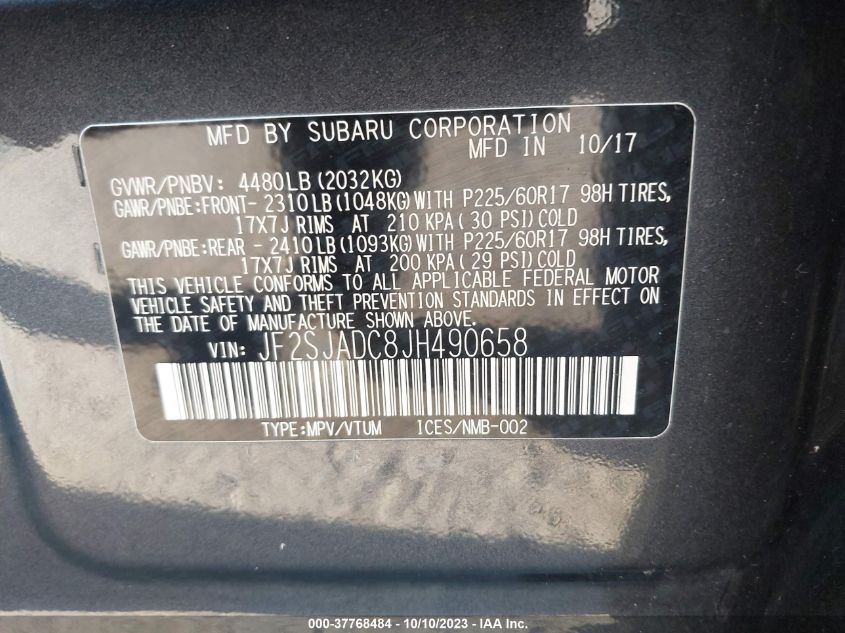 MFD BY SUBARU CORPORATION
MFD IN 10/17
GVWR/PNBV: 4480LB(2032KG)
GAWR/PNBE:FRONT- 2310LB(1048KG)WITH P225/60R17 98H TIRES,
17X7J RIMS AT 210 KPA(30 PSI)COLD
GAWR/PNBE:REAR - 2410LB(1093KG)WITH P225/60R17 98H TIRES,
17X7J RIMS AT 200 KPA(29 PSI)COLD
THIS VEHICLE CONFORMS TO ALL APPLICABLE FEDERAL MOTOR
VEHICLE SAFETY AND THEFT PREVENTION STANDARDS IN EFFECT ON
THE DATE OF MANUFACTURE SHOWN ABOVE.
VIN: JF2SJADC8JH490658
TYPE:MPV/VTUM ICES/NMB-002
000-37768484 - 10/10/2023 - IAA Inc.